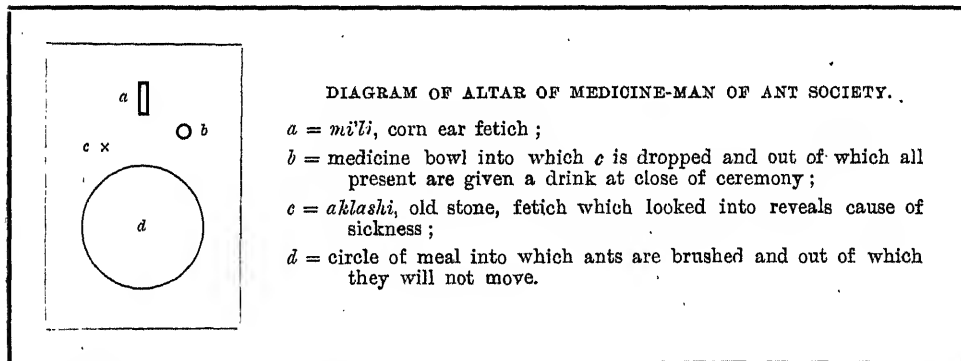 a
b
c ×
d
DIAGRAM OF ALTAR OF MEDICINE-MAN OF ANT SOCIETY.
a = mi'li, corn ear fetich ;
b = medicine bowl into which c is dropped and out of which all
present are given a drink at close of ceremony ;
c = aklashi, old stone, fetich which looked into reveals cause of
sickness ;
d = circle of meal into which ants are brushed and out of which
they will not move.